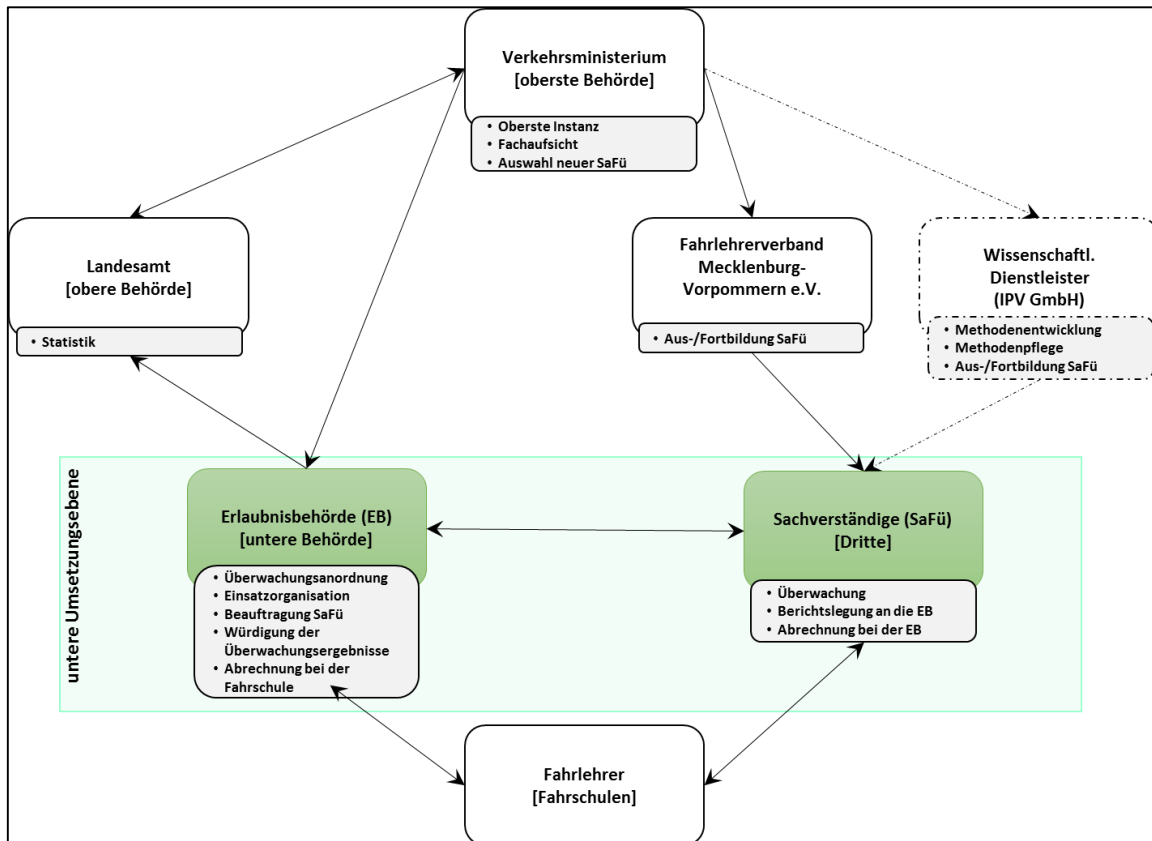 Verkehrsministerium
[oberste Behörde]
• Oberste Instanz
• Fachaufsicht
• Auswahl neuer SaFü
Landesamt
[obere Behörde]
• Statistik
Fahrlehrerverband
Mecklenburg-
Vorpommern e.V.
• Aus-/Fortbildung SaFü
Wissenschaftl.
Dienstleister
(IPV GmbH)
• Methodenentwicklung
• Methodenpflege
• Aus-/Fortbildung SaFü
untere Umsetzungsebene
Erlaubnisbehörde (EB)
[untere Behörde]
• Überwachungsanordnung
• Einsatzorganisation
• Beauftragung SaFü
• Würdigung der
Überwachungsergebnisse
• Abrechnung bei der
Fahrschule
Sachverständige (SaFü)
[Dritte]
• Überwachung
• Berichtslegung an die EB
• Abrechnung bei der EB
Fahrlehrer
[Fahrschulen]